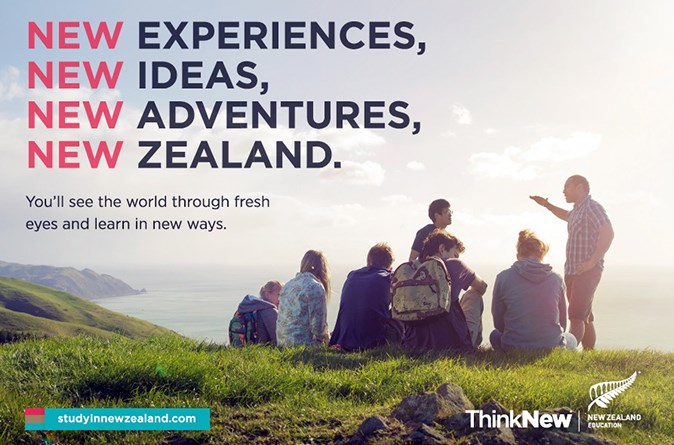 NEW EXPERIENCES,
NEW IDEAS,
NEW ADVENTURES,
NEW ZEALAND.
You'll see the world through fresh
eyes and learn in new ways.
studyinnewzealand.com
ThinkNew
NEW ZEALAND
EDUCATION